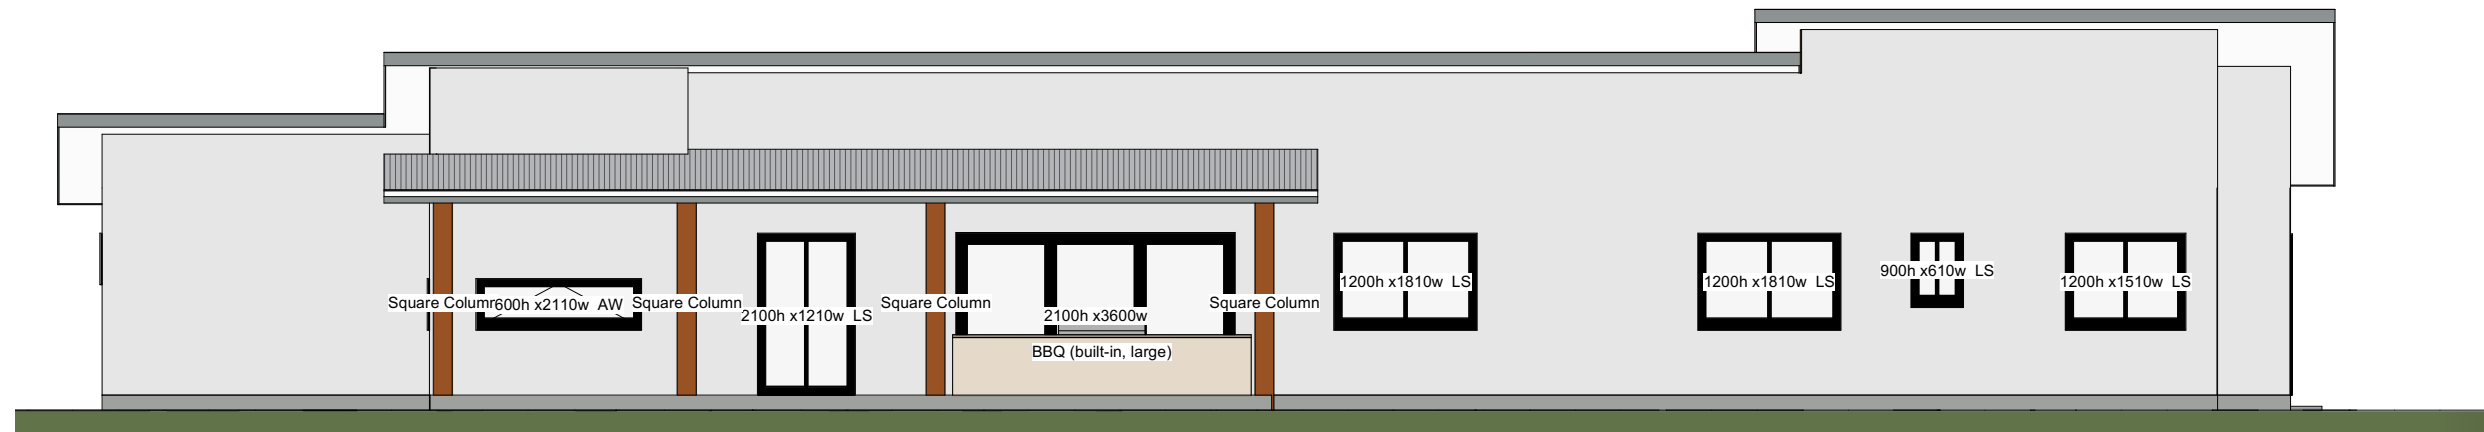 Square Column
600h x2110w  AW
Square Column
2100h x1210w  LS
Square Column
2100h x3600w
BBQ (built-in, large)
Square Column
1200h x1810w  LS
1200h x1810w  LS
900h x610w  LS
1200h x1510w  LS